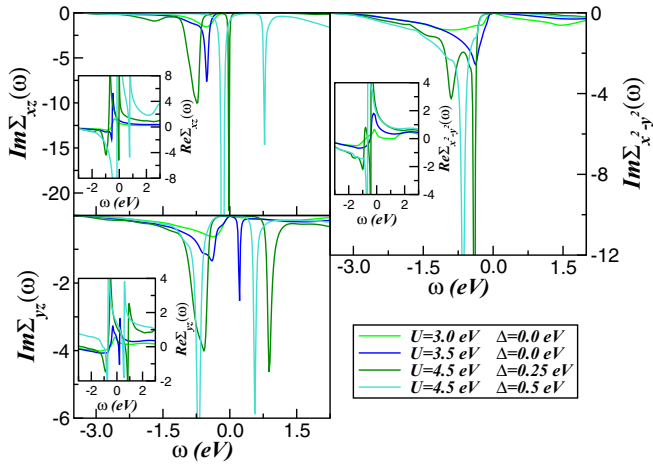 0
-5
-10
-15
-20
ImΣxz(ω)
8
4
0
-4
-8
-2 0 2
ω (eV)
ReΣxz(ω)
0
-4
-8
-12
ImΣx²-y²(ω)
4
2
0
-2
-4
-2 0 2
ω (eV)
ReΣx²-y²(ω)
-3.0 -1.5 0.0 1.5
ω (eV)
-2
-4
-6
ImΣyz(ω)
4
2
0
-2
-2 0 2
ω (eV)
ReΣyz(ω)
-3.0 -1.5 0.0 1.5
ω (eV)
U=3.0 eV Δ=0.0 eV
U=3.5 eV Δ=0.0 eV
U=4.5 eV Δ=0.25 eV
U=4.5 eV Δ=0.5 eV